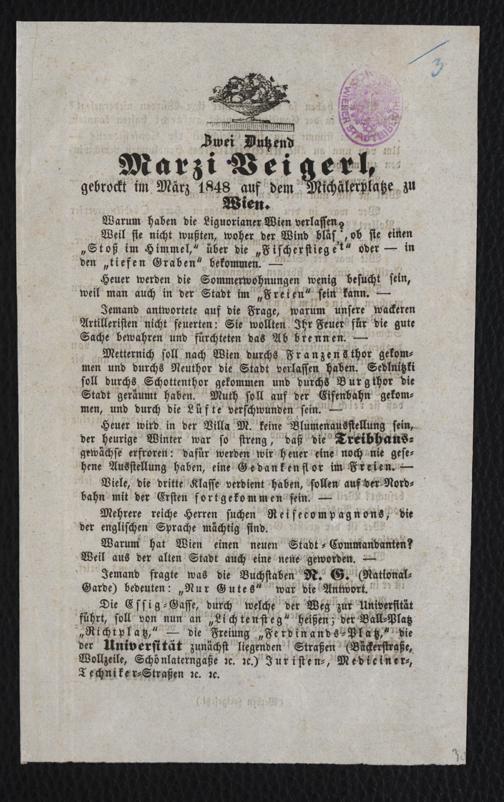 3
Zwei Dutzend
Marzi-Veigerl,
gebrockt im März 1848 auf dem Michälerplatze zu
Wien.
Warum haben die Liguorianer Wien verlassen?
Weil sie nicht wußten, woher der Wind bläs't, ob sie einen
„Stoß im Himmel,“ über die „Fischerstiege“ oder — in
den „tiefen Graben“ bekommen. —
Heuer werden die Sommerwohnungen wenig besucht sein,
weil man auch in der Stadt im „Freien“ sein kann. —
Jemand antwortete auf die Frage, warum unsere wackeren
Artilleristen nicht feuerten: Sie wollten Ihr Feuer für die gute
Sache bewahren und fürchteten das Abbrennen. —
Metternich soll nach Wien durchs Franzensthor gekom-
men und durchs Neuthor die Stadt verlassen haben. Sedlnitzki
soll durchs Schottenthor gekommen und durchs Burgthor die
Stadt geräumt haben. Muth soll auf der Eisenbahn gekom-
men, und durch die Lüfte verschwunden sein. —
Heuer wird in der Villa M. keine Blumenausstellung sein,
der heurige Winter war so streng, daß die Treibhaus-
gewächse erfroren: dafür werden wir heuer eine noch nie gese-
hene Ausstellung haben, eine Gedankenflor im Freien. —
Viele, die dritte Klasse verdient haben, sollen auf der Nord-
bahn mit der Ersten fortgekommen sein. —
Mehrere reiche Herren suchen Reisecompagnons, die
der englischen Sprache mächtig sind.
Warum hat Wien einen neuen Stadt-Commandanten?
Weil aus der alten Stadt auch eine neue geworden. —
Jemand fragte was die Buchstaben N. G. (National-
Garde) bedeuten: „Nur Gutes“ war die Antwort.
Die Essig-Gasse, durch welche der Weg zur Universität
führt, soll von nun an „Lichtensteg“ heißen; der Ball-Platz
„Richtplatz,“ — die Freiung „Ferdinands-Platz,“ die
der Universität zunächst liegenden Straßen (Bäckerstraße,
Wollzeile, Schönlaterngaße ꝛc. ꝛc.) Juristen-, Mediciner-,
Techniker-Straßen ꝛc. ꝛc.